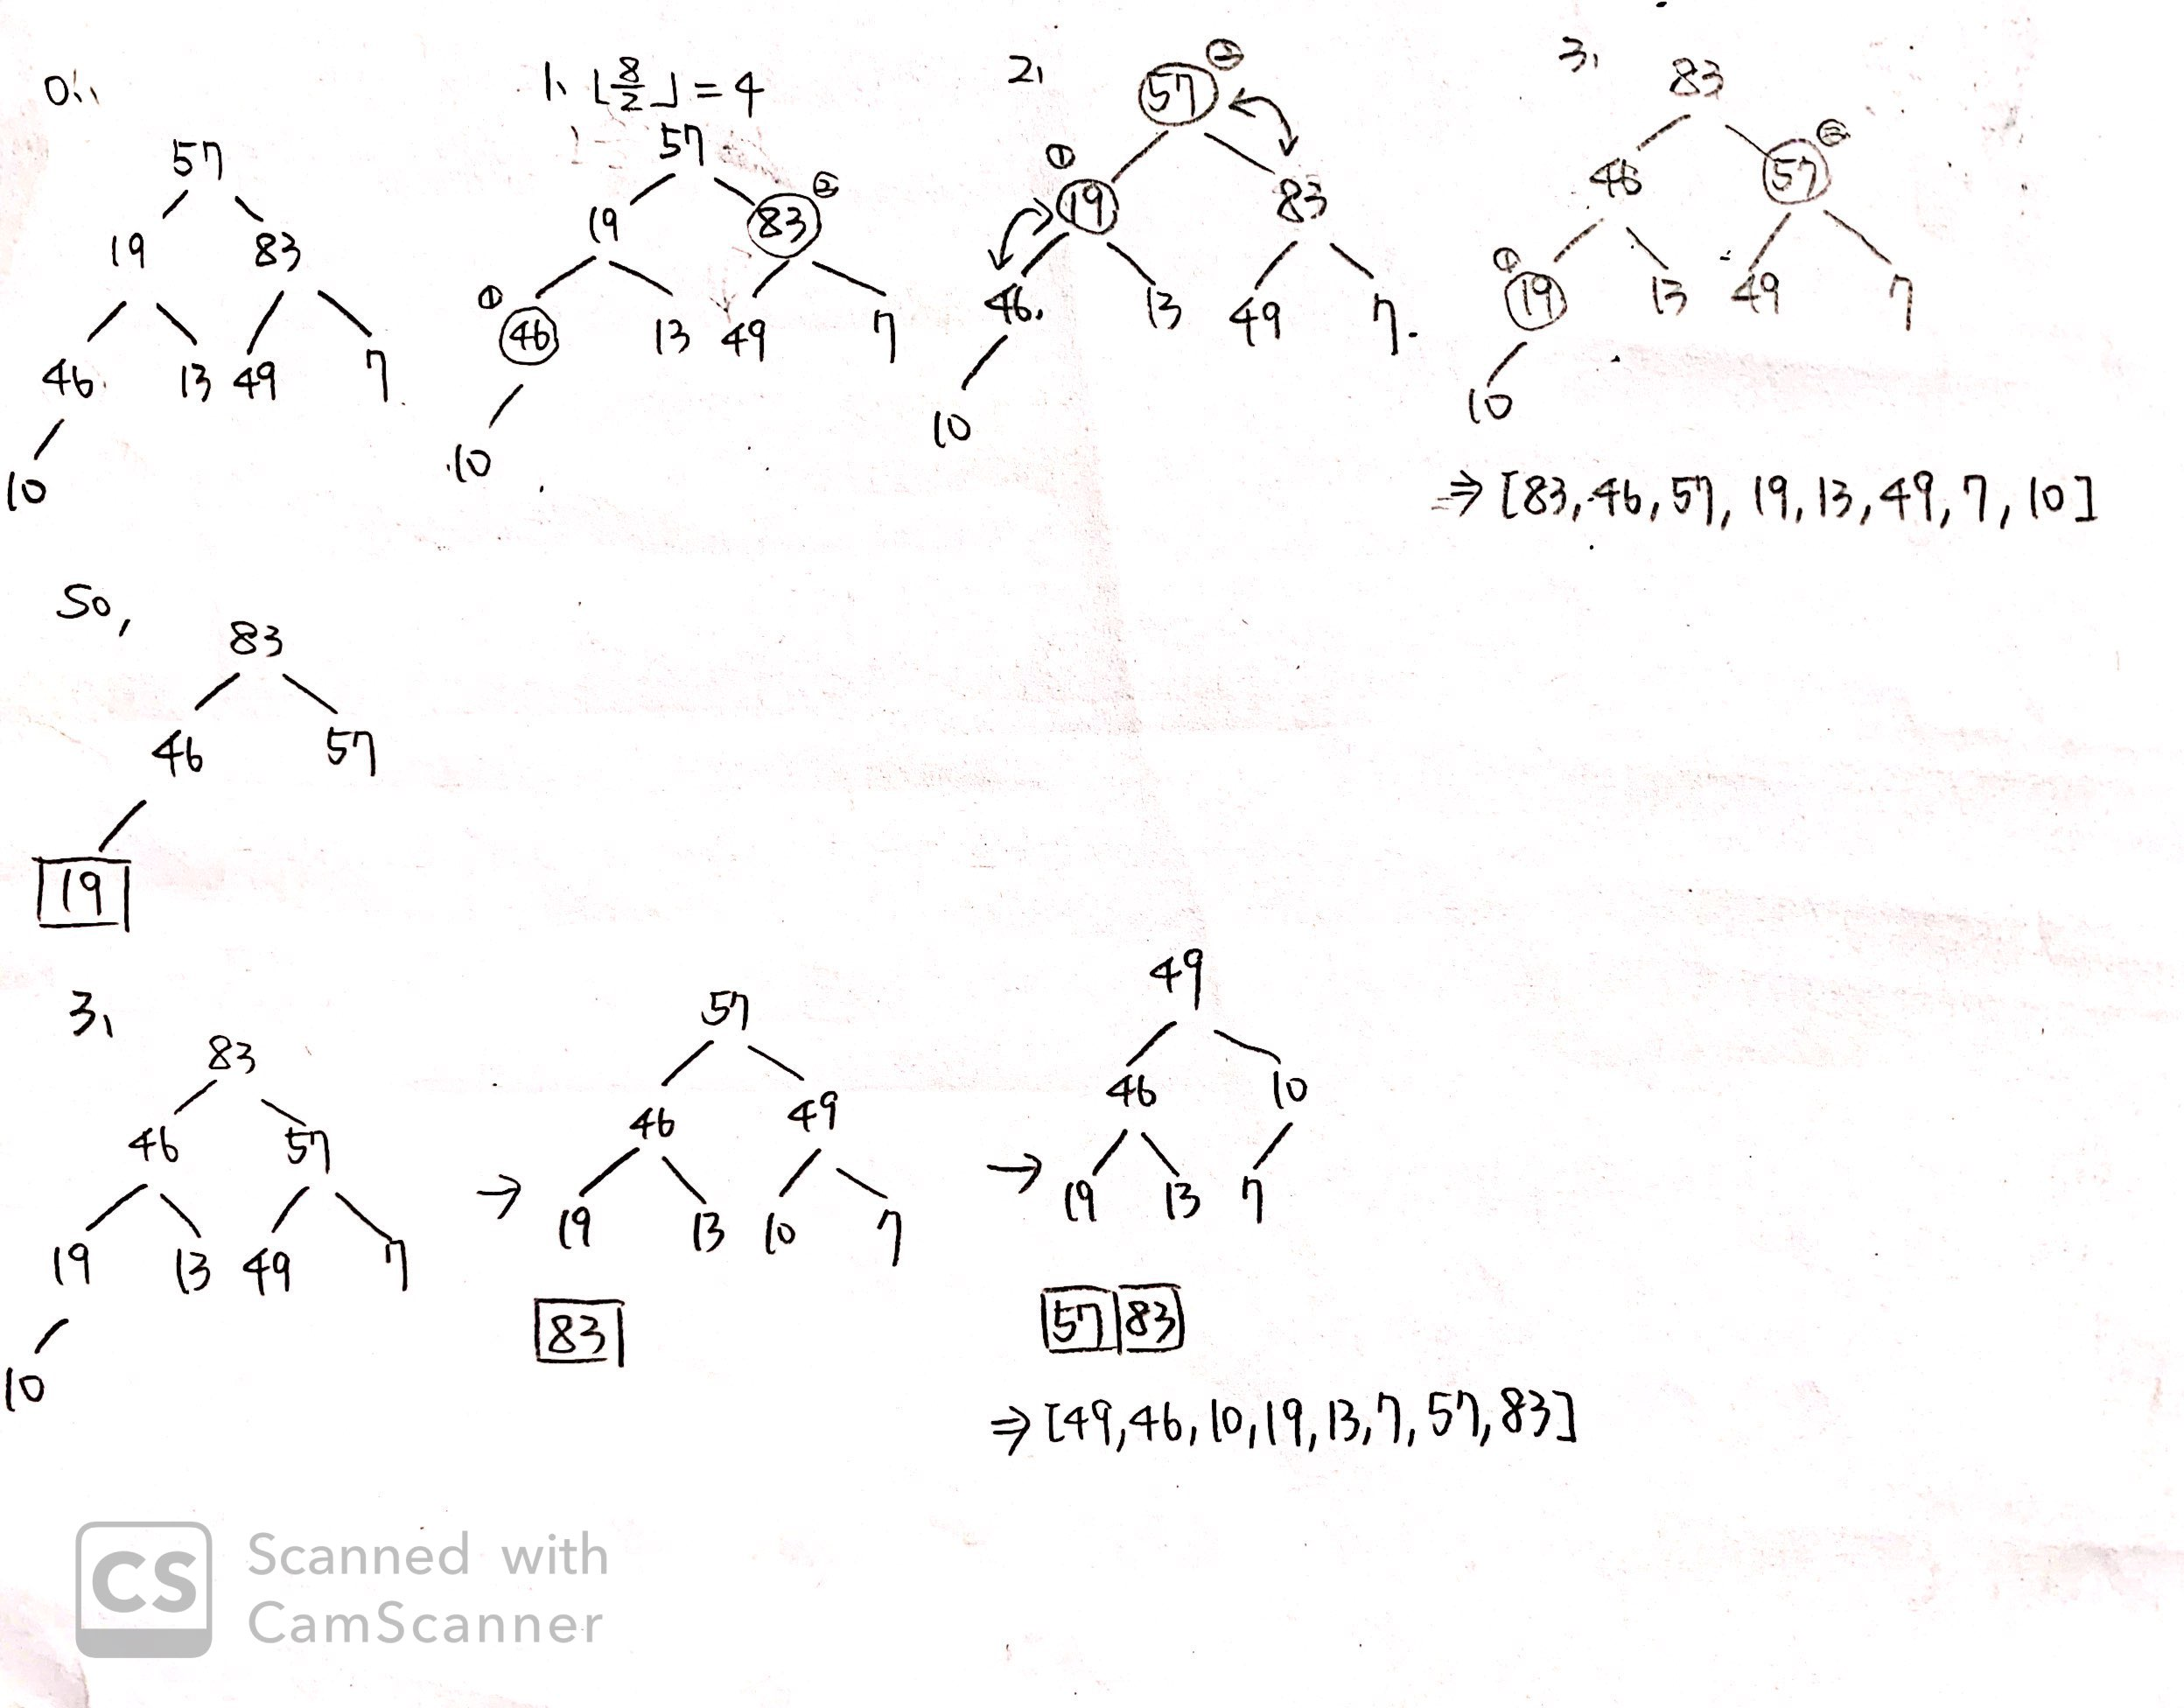 0.
57
19 83
46 13 49 7
10
1. ⌊8/2⌋ = 4
57
19 83 ②
① 46 13 49 7
10
2.
57 ②
① 19 83
46 13 49 7
10
3.
83
46 57 ②
① 19 13 49 7
10
⇒ [83, 46, 57, 19, 13, 49, 7, 10]
So,
83
46 57
19
3.
83
46 57
19 13 49 7
10
→
57
46 49
19 13 10 7
83
→
49
46 10
19 13 7
57 83
⇒ [49, 46, 10, 19, 13, 7, 57, 83]
CS
Scanned with
CamScanner